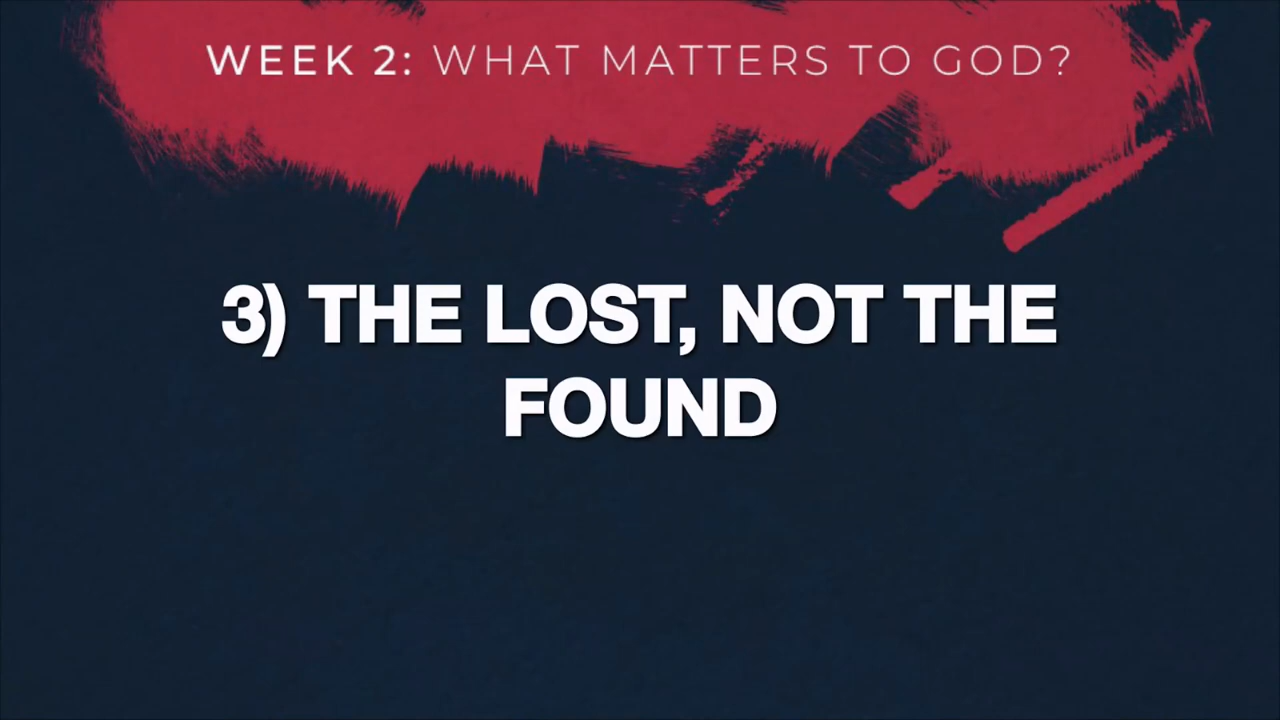 WEEK 2: WHAT MATTERS TO GOD?
3) THE LOST, NOT THE
FOUND